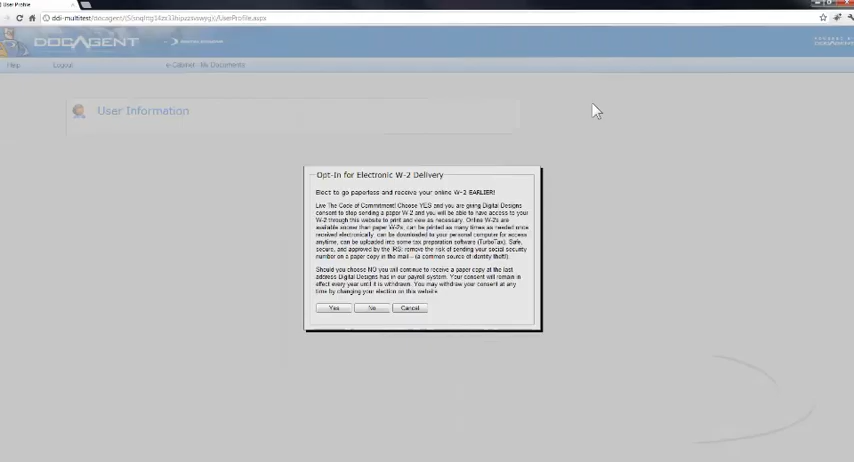 User Profile
ddi-multitest/docagent/
/UserProfile.aspx
DOCAGENT
POWERED BY
Help Logout e-Cabinet - My Documents
User Information
Opt-In for Electronic W-2 Delivery
Elect to go paperless and receive your online W-2 EARLIER!
Live The Code of Commitment! Choose YES and you are giving Digital Designs
consent to stop sending a paper W-2 and you will be able to have access to your
W-2 through this website to print and view as necessary. Online W-2s are
available sooner than paper W-2s, can be printed as many times as needed once
received electronically, can be downloaded to your personal computer for access
anytime, can be uploaded into some tax preparation software (TurboTax). Safe,
secure, and approved by the IRS; remove the risk of sending your social security
number on a paper copy in the mail - (a common source of identity theft!).
Should you choose NO you will continue to receive a paper copy at the last
address Digital Designs has in our payroll system. Your consent will remain in
effect every year until it is withdrawn. You may withdraw your consent at any
time by changing your election on this website.
Yes No Cancel